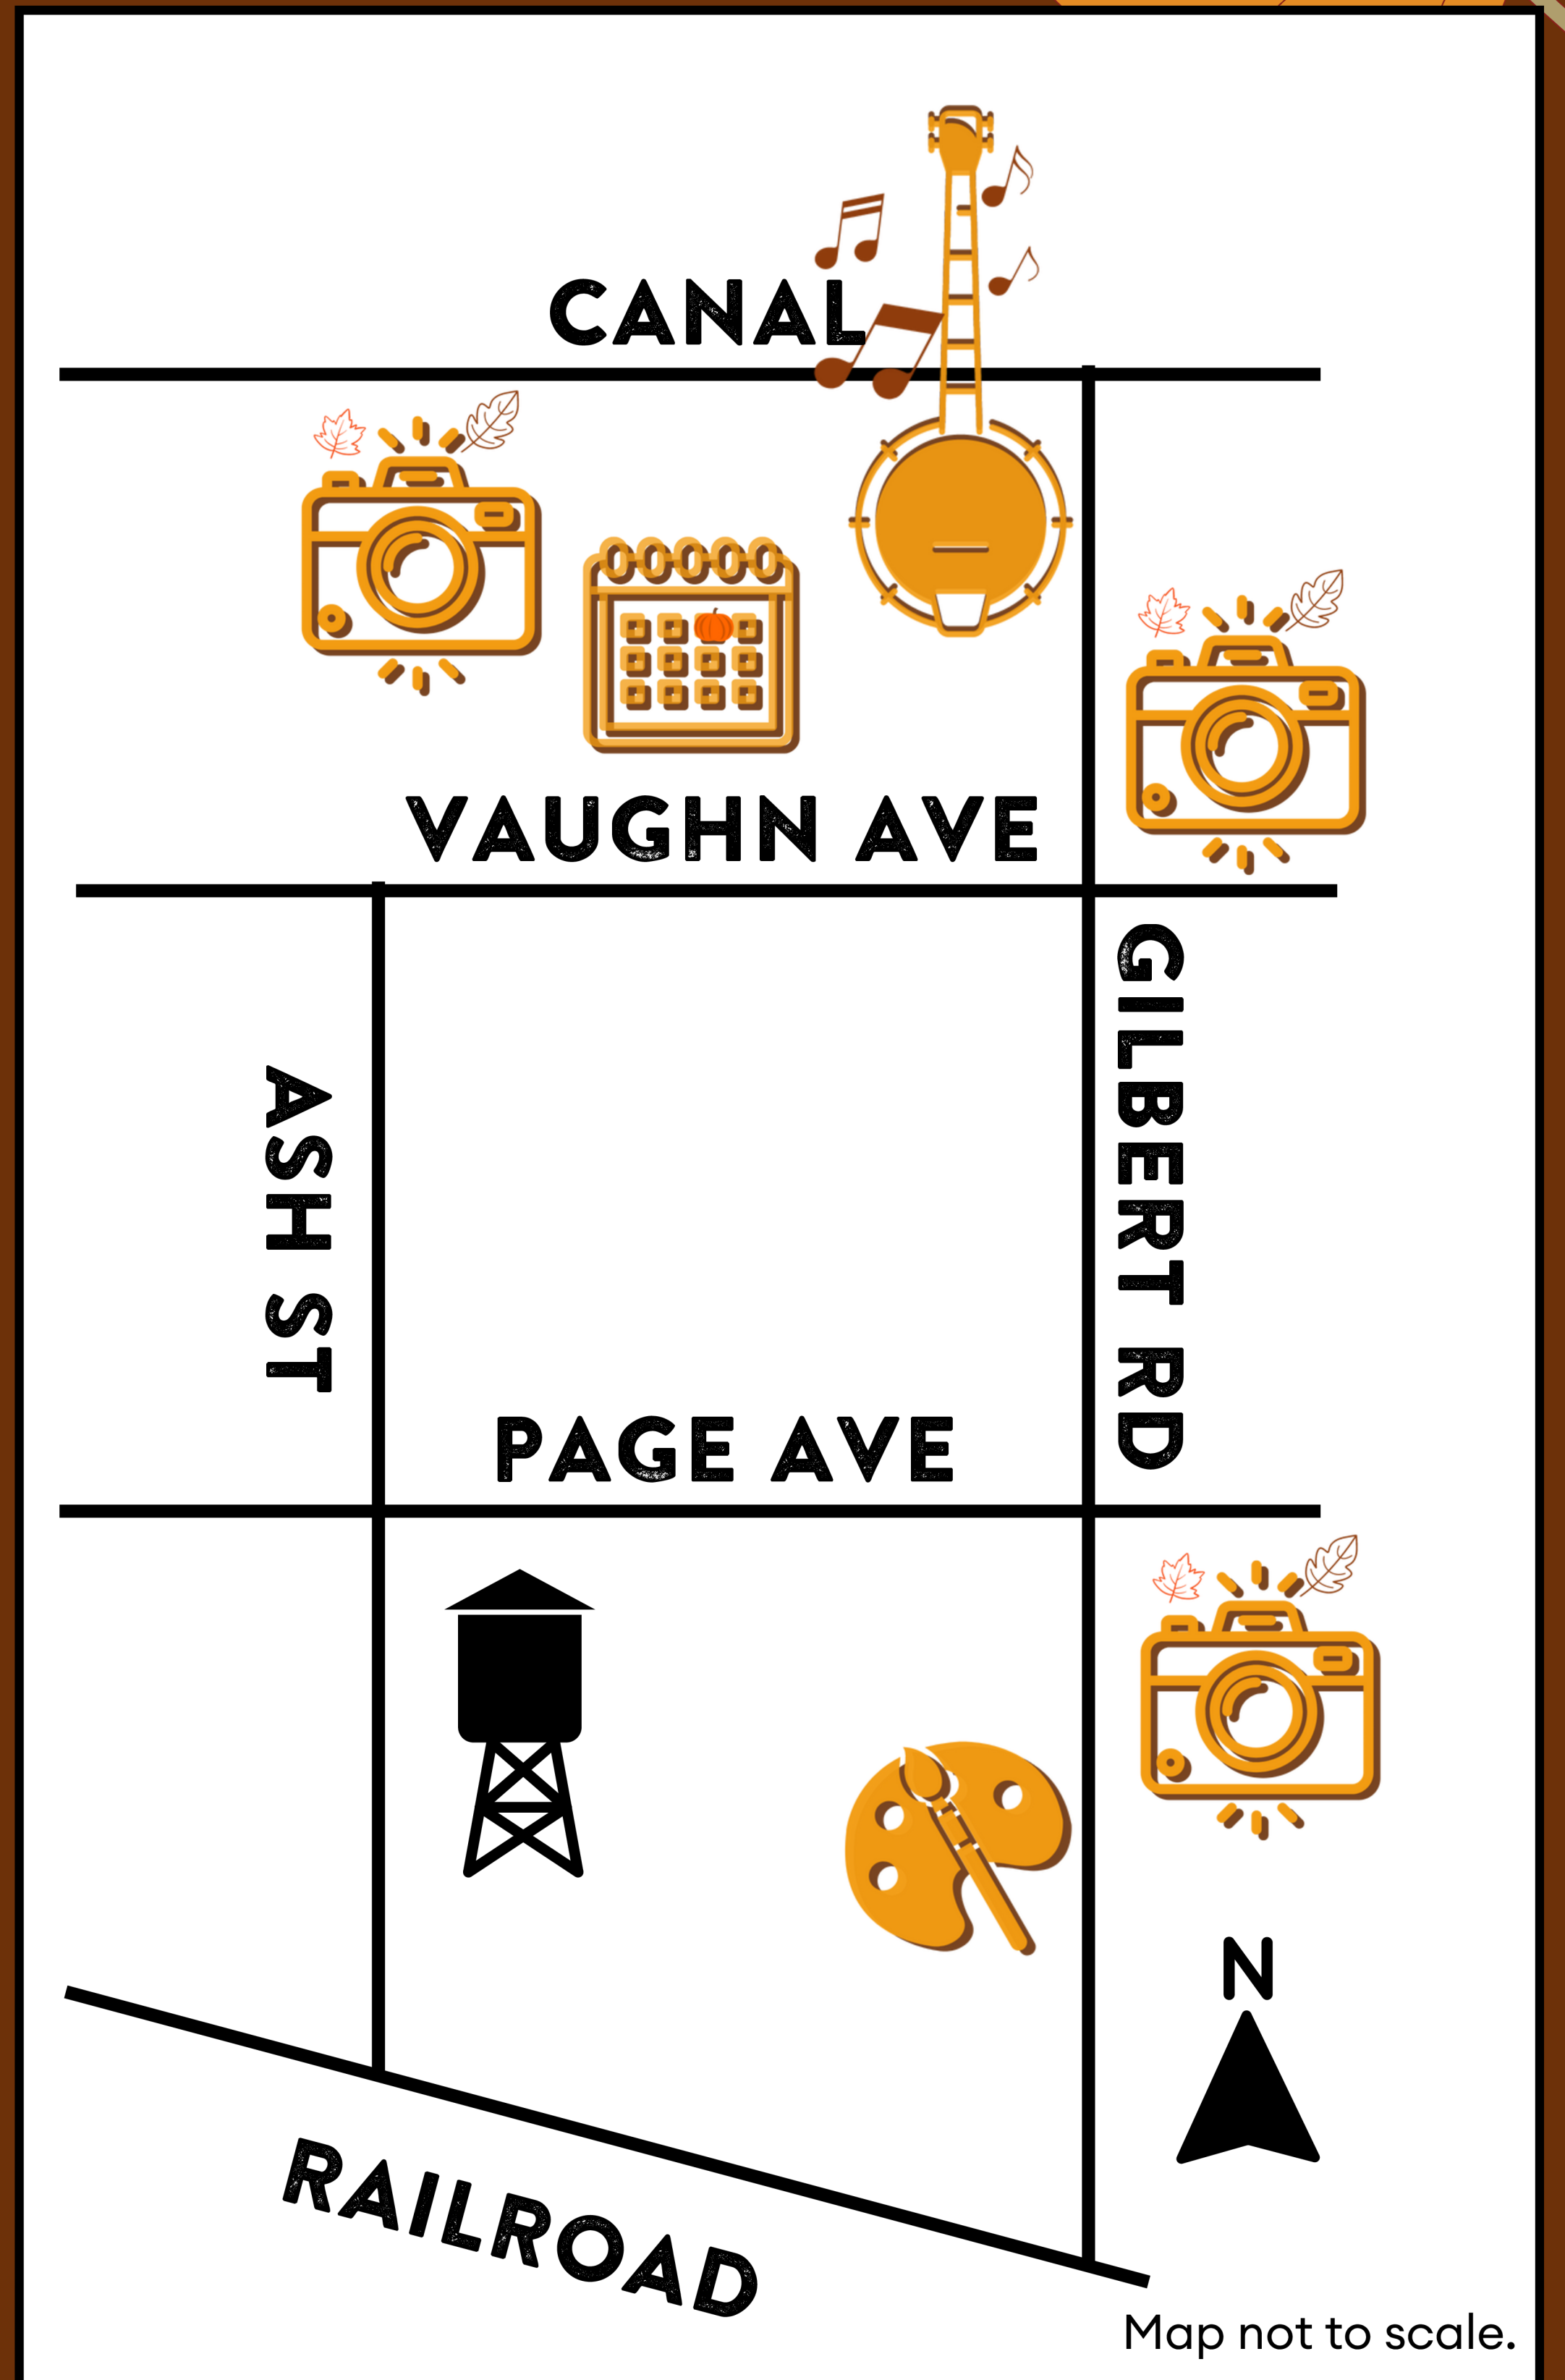 CANAL
VAUGHN AVE
GILBERT RD
ASH ST
PAGE AVE
N
RAILROAD
Map not to scale.